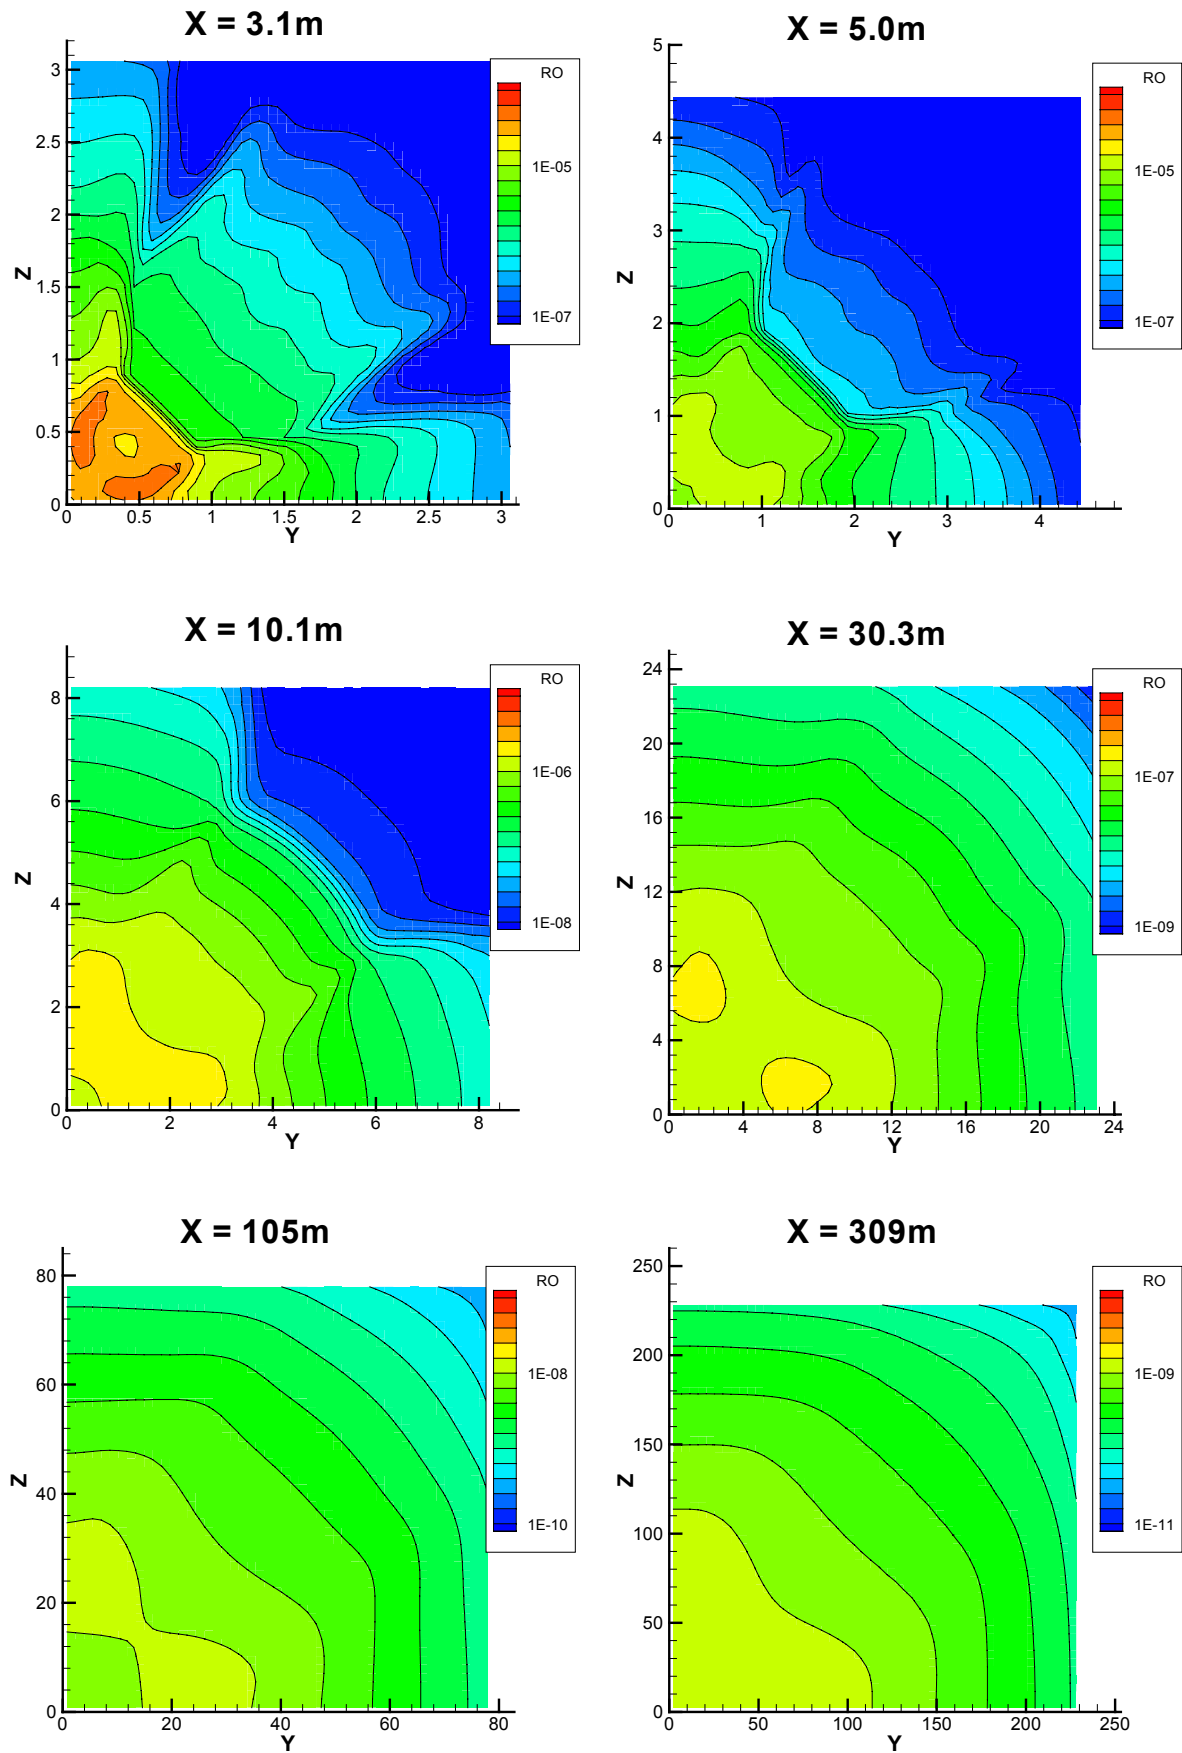 X = 3.1m
3
2.5
2
1.5
1
0.5
0
Z
0 0.5 1 1.5 2 2.5 3
Y
RO
1E-05
1E-07
X = 5.0m
5
4
3
2
1
0
Z
0 1 2 3 4
Y
RO
1E-05
1E-07
X = 10.1m
8
6
4
2
0
Z
0 2 4 6 8
Y
RO
1E-06
1E-08
X = 30.3m
24
20
16
12
8
4
0
Z
0 4 8 12 16 20 24
Y
RO
1E-07
1E-09
X = 105m
80
60
40
20
0
Z
0 20 40 60 80
Y
RO
1E-08
1E-10
X = 309m
250
200
150
100
50
0
Z
0 50 100 150 200 250
Y
RO
1E-09
1E-11